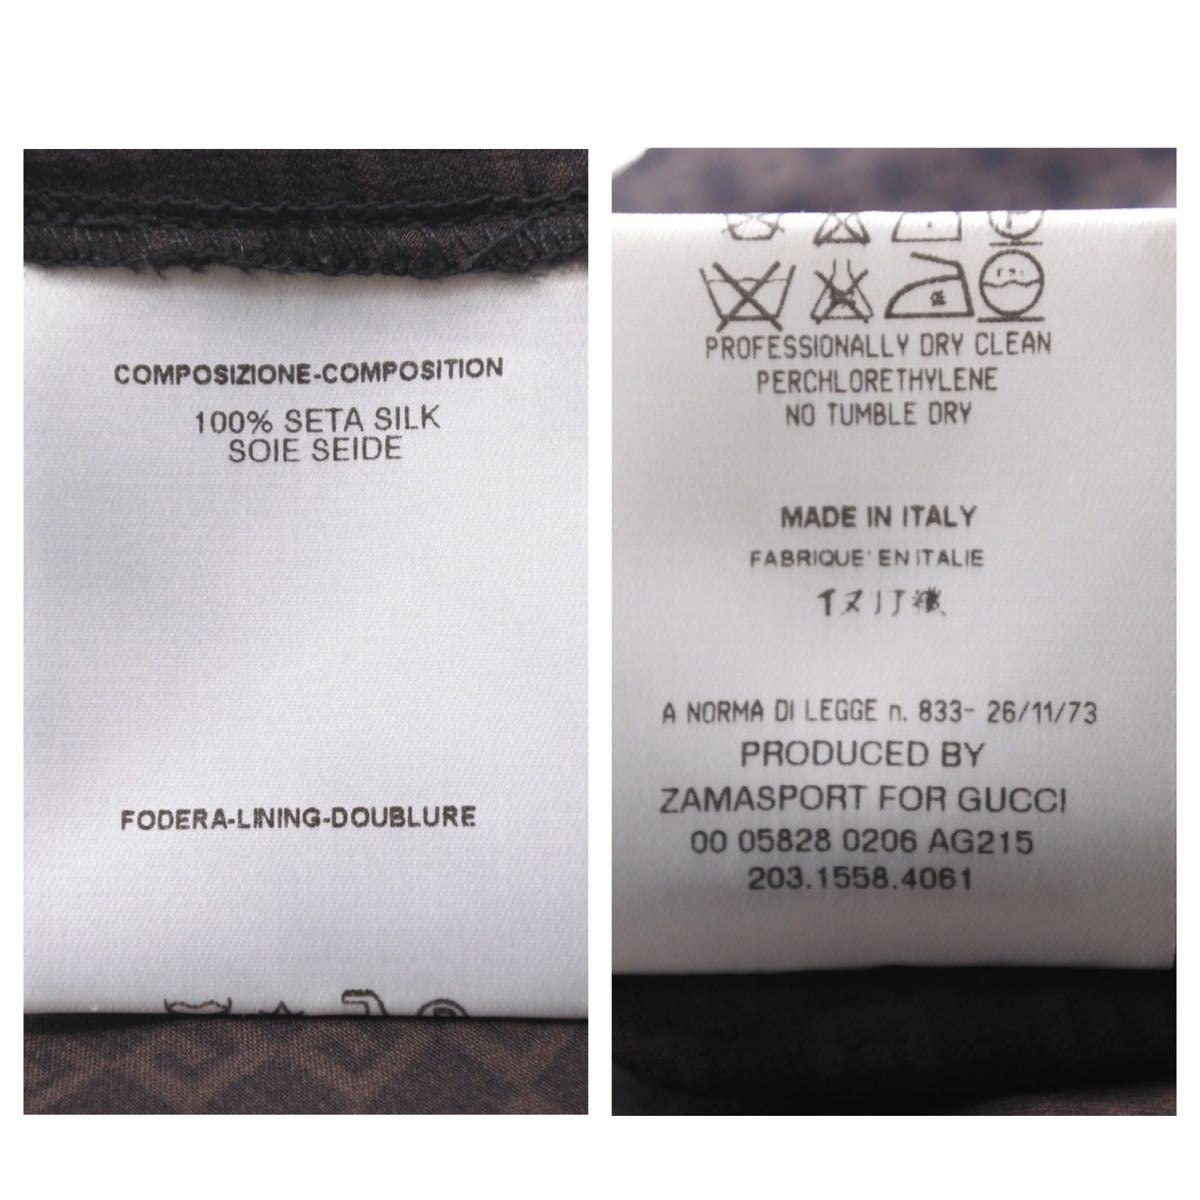 COMPOSIZIONE-COMPOSITION
100% SETA SILK
SOIE SEIDE
FODERA-LINING-DOUBLURE
PROFESSIONALLY DRY CLEAN
PERCHLORETHYLENE
NO TUMBLE DRY
MADE IN ITALY
FABRIQUE' EN ITALIE
A NORMA DI LEGGE n. 833- 26/11/73
PRODUCED BY
ZAMASPORT FOR GUCCI
00 05828 0206 AG215
203.1558.4061